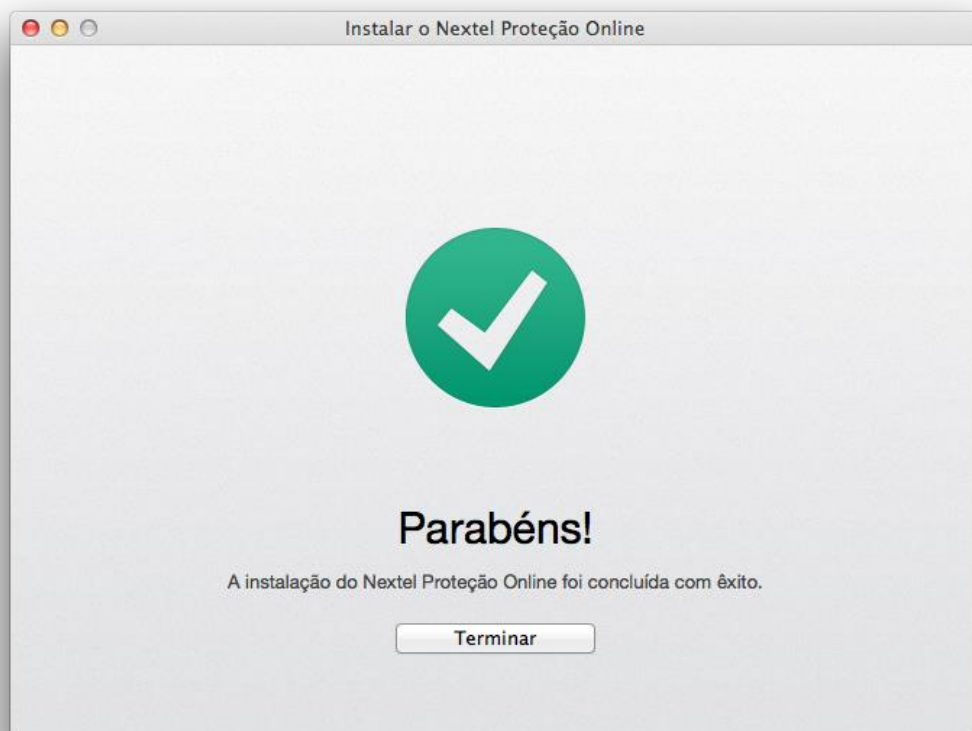 Instalar o Nextel Proteção Online
Parabéns!
A instalação do Nextel Proteção Online foi concluída com êxito.
Terminar